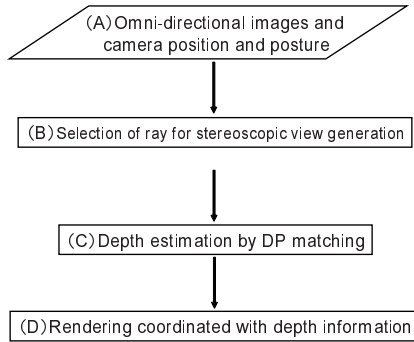 (A)Omni-directional images and
camera position and posture
(B)Selection of ray for stereoscopic view generation
(C)Depth estimation by DP matching
(D)Rendering coordinated with depth information